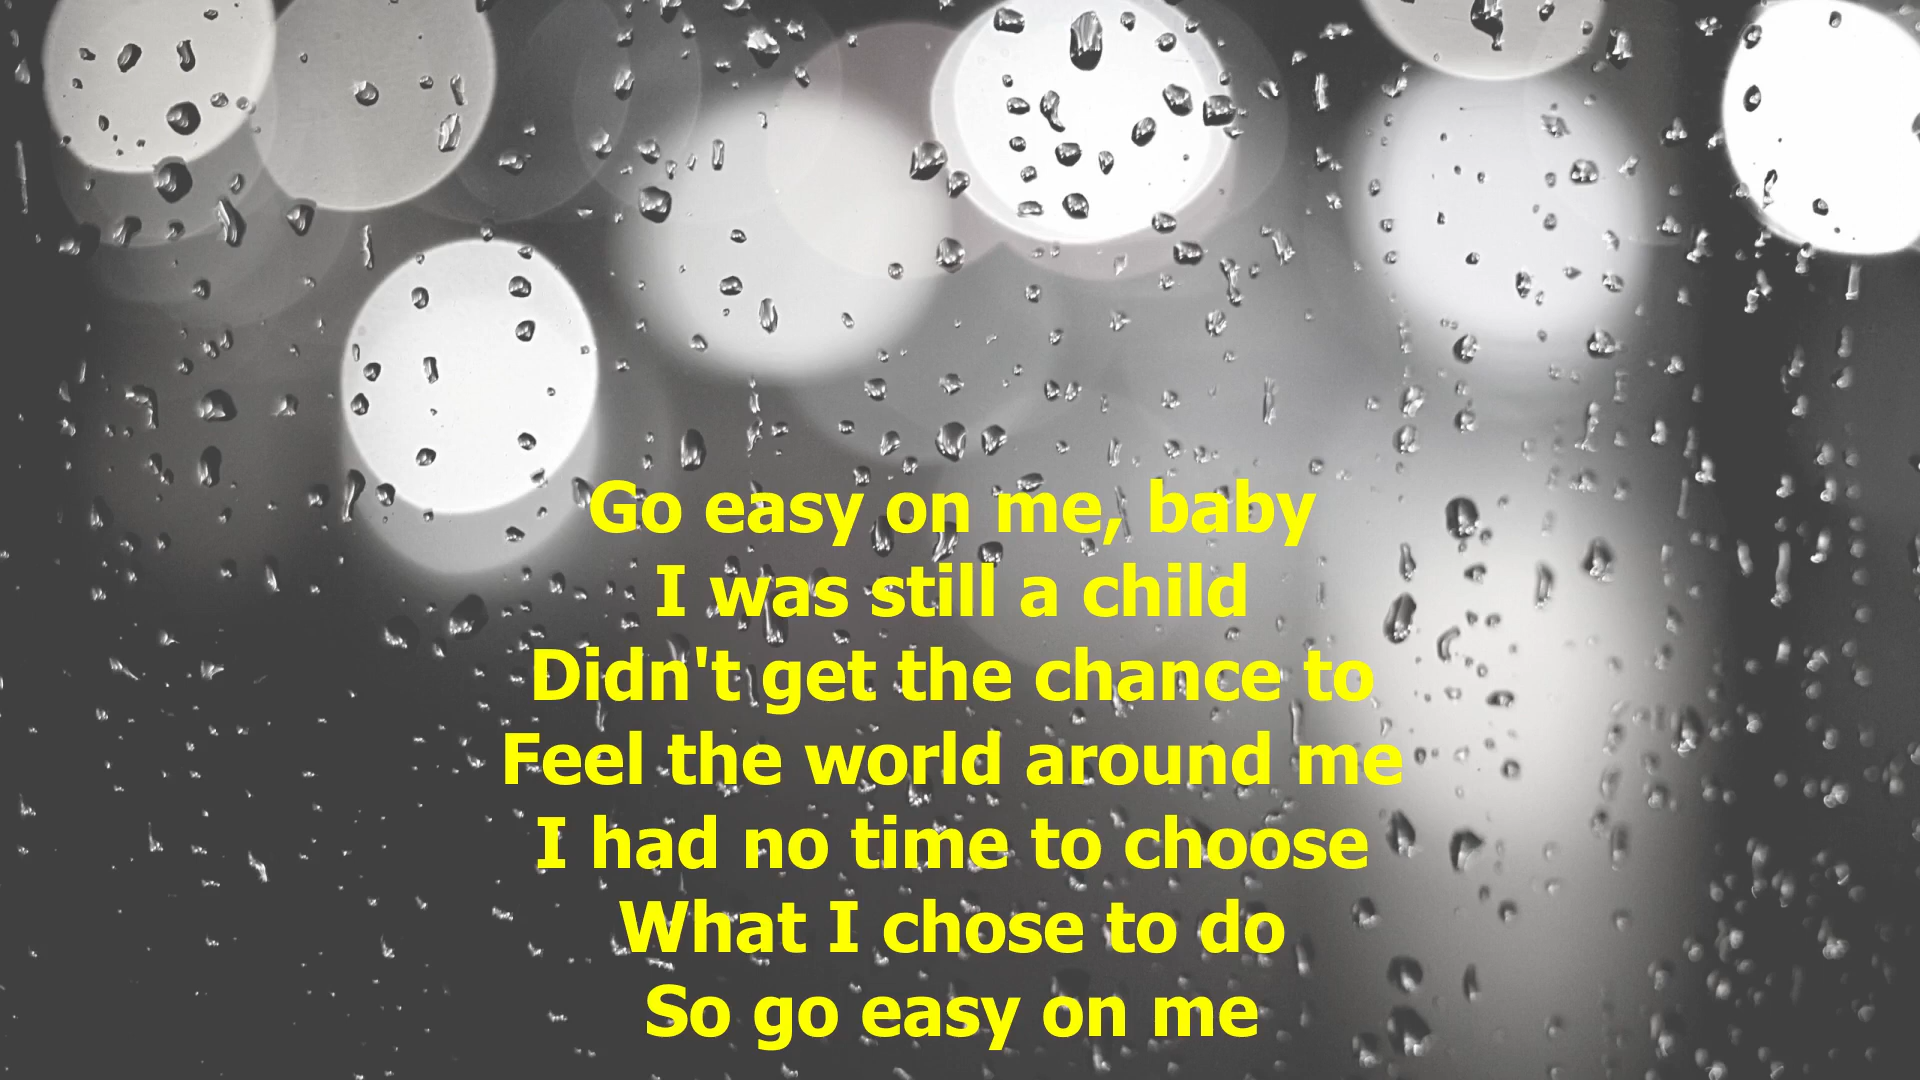 Go easy on me, baby
I was still a child
Didn't get the chance to
Feel the world around me
I had no time to choose
What I chose to do
So go easy on me